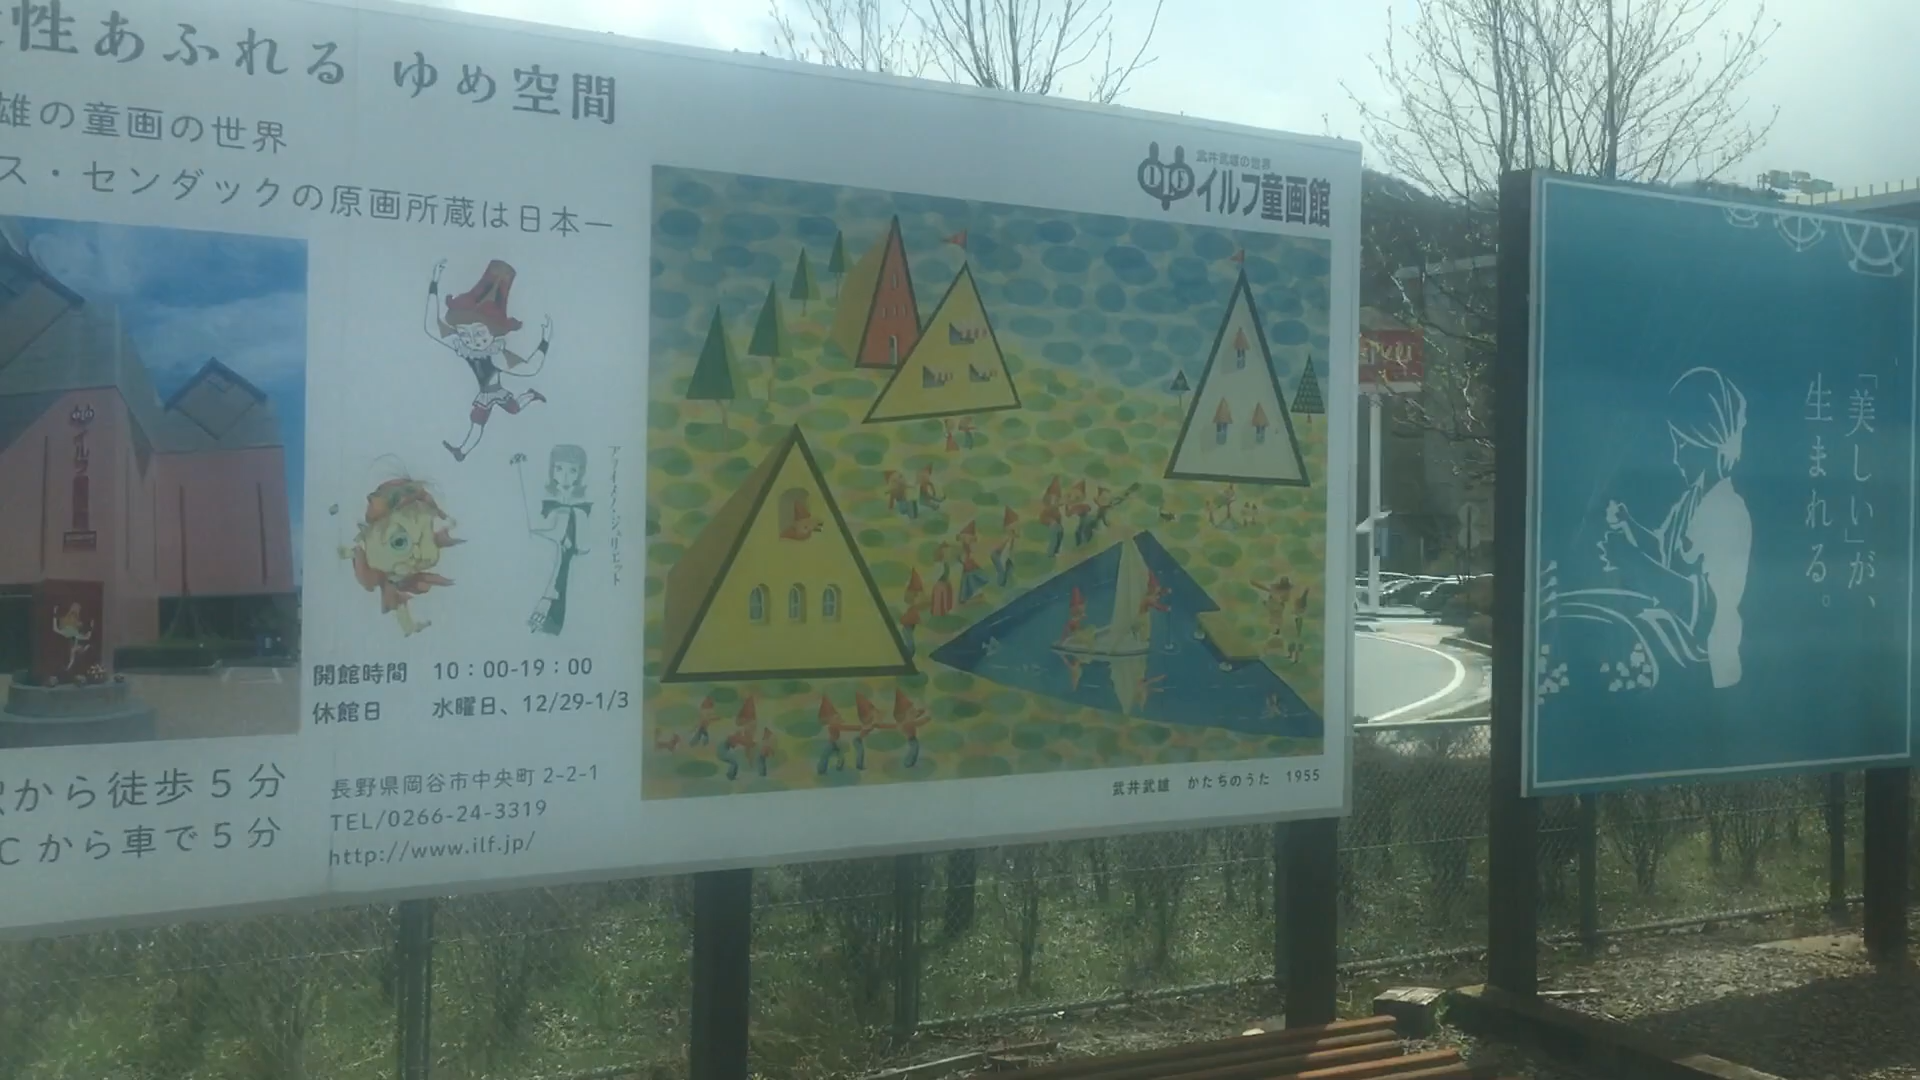 性あふれる ゆめ空間
雄の童画の世界
ス・センダックの原画所蔵は日本一
武井武雄の世界
イルフ童画館
イルフ童画館
開館時間 10：00-19：00
休館日 水曜日、12/29-1/3
から徒歩5分
Cから車で5分
長野県岡谷市中央町 2-2-1
TEL/0266-24-3319
http://www.ilf.jp/
武井武雄 かたちのうた 1955
「美しい」が、
生まれる。